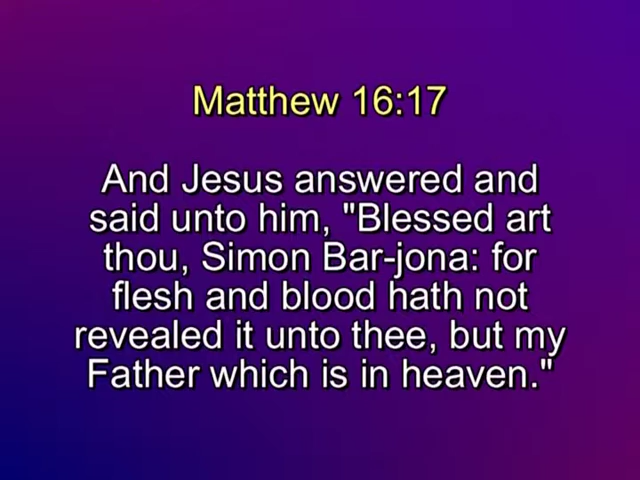 Matthew 16:17
And Jesus answered and
said unto him, "Blessed art
thou, Simon Bar-jona: for
flesh and blood hath not
revealed it unto thee, but my
Father which is in heaven."